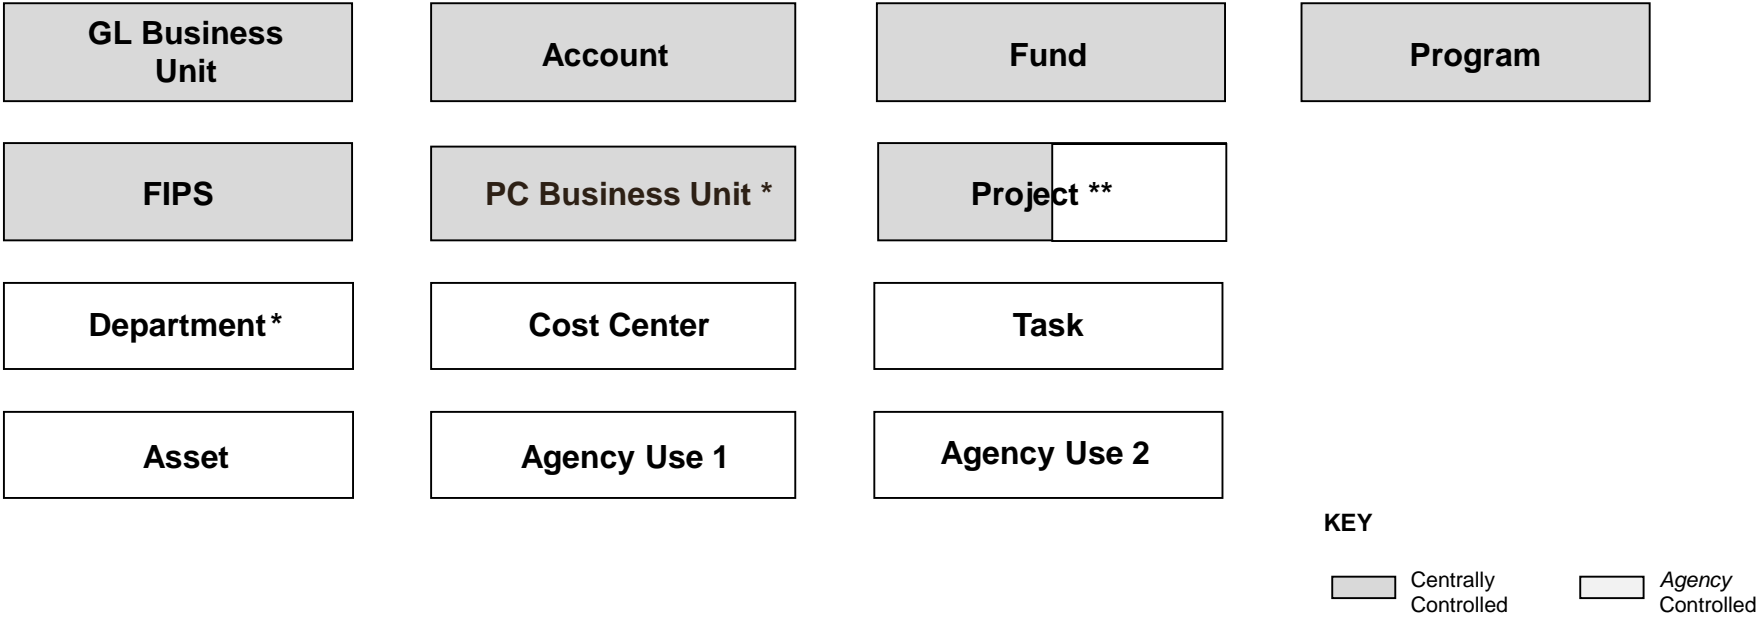 GL Business
Unit
Account
Fund
Program
FIPS
PC Business Unit *
Project **
Department *
Cost Center
Task
Asset
Agency Use 1
Agency Use 2
KEY
Centrally
Controlled
Agency
Controlled